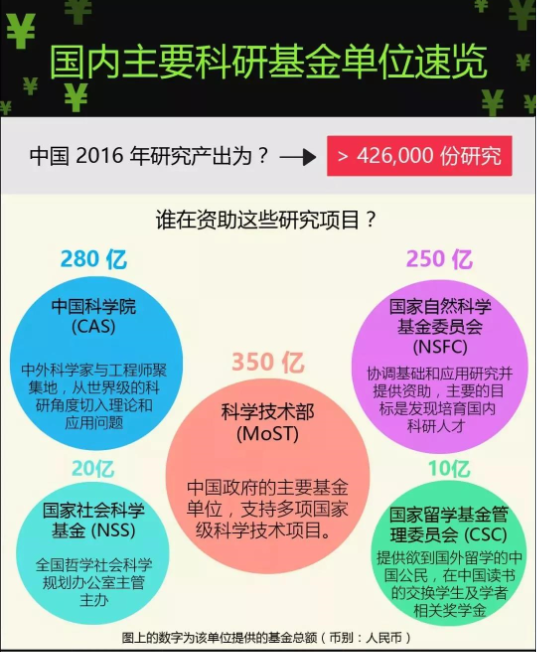 国内主要科研基金单位速览
中国 2016 年研究产出为？
> 426,000 份研究
谁在资助这些研究项目？
280 亿
中国科学院
(CAS)
中外科学家与工程师聚
集地，从世界级的科
研角度切入理论和
应用问题
250 亿
国家自然科学
基金委员会
(NSFC)
协调基础和应用研究并
提供资助，主要的目
标是发现培育国内
科研人才
350 亿
科学技术部
(MoST)
中国政府的主要基金
单位，支持多项国家
级科学技术项目。
20亿
国家社会科学
基金 (NSS)
全国哲学社会科学
规划办公室主管
主办
10亿
国家留学基金管
理委员会 (CSC)
提供欲到国外留学的中
国公民，在中国读书
的交换学生及学者
相关奖学金
图上的数字为该单位提供的基金总额（币别：人民币）